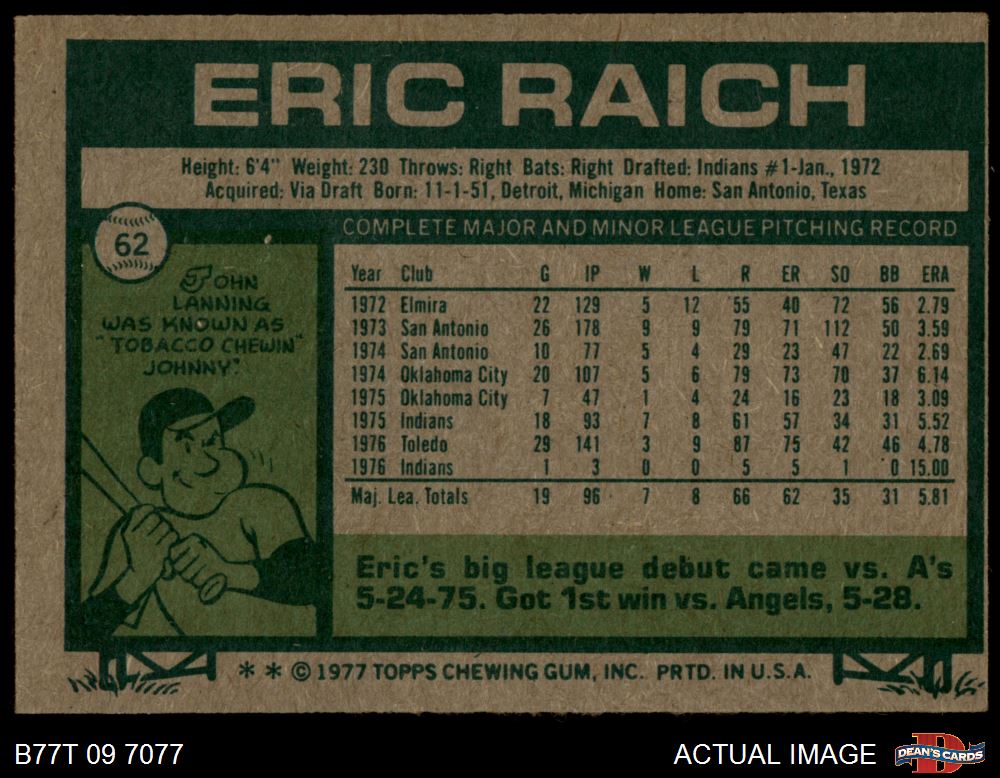 ERIC RAICH
Height: 6'4" Weight: 230 Throws: Right Bats: Right Drafted: Indians #1-Jan., 1972
Acquired: Via Draft Born: 11-1-51, Detroit, Michigan Home: San Antonio, Texas
62
JOHN
LANNING
WAS KNOWN AS
"TOBACCO CHEWIN'
JOHNNY."
COMPLETE MAJOR AND MINOR LEAGUE PITCHING RECORD
Year Club G IP W L R ER SO BB ERA
1972 Elmira 22 129 5 12 55 40 72 56 2.79
1973 San Antonio 26 178 9 9 79 71 112 50 3.59
1974 San Antonio 10 77 5 4 29 23 47 22 2.69
1974 Oklahoma City 20 107 5 6 79 73 70 37 6.14
1975 Oklahoma City 7 47 1 4 24 16 23 18 3.09
1975 Indians 18 93 7 8 61 57 34 31 5.52
1976 Toledo 29 141 3 9 87 75 42 46 4.78
1976 Indians 1 3 0 0 5 5 1 0 15.00
Maj. Lea. Totals 19 96 7 8 66 62 35 31 5.81
Eric's big league debut came vs. A's
5-24-75. Got 1st win vs. Angels, 5-28.
* * © 1977 TOPPS CHEWING GUM, INC. PRTD. IN U.S.A.
B77T 09 7077
ACTUAL IMAGE
DEAN'S CARDS